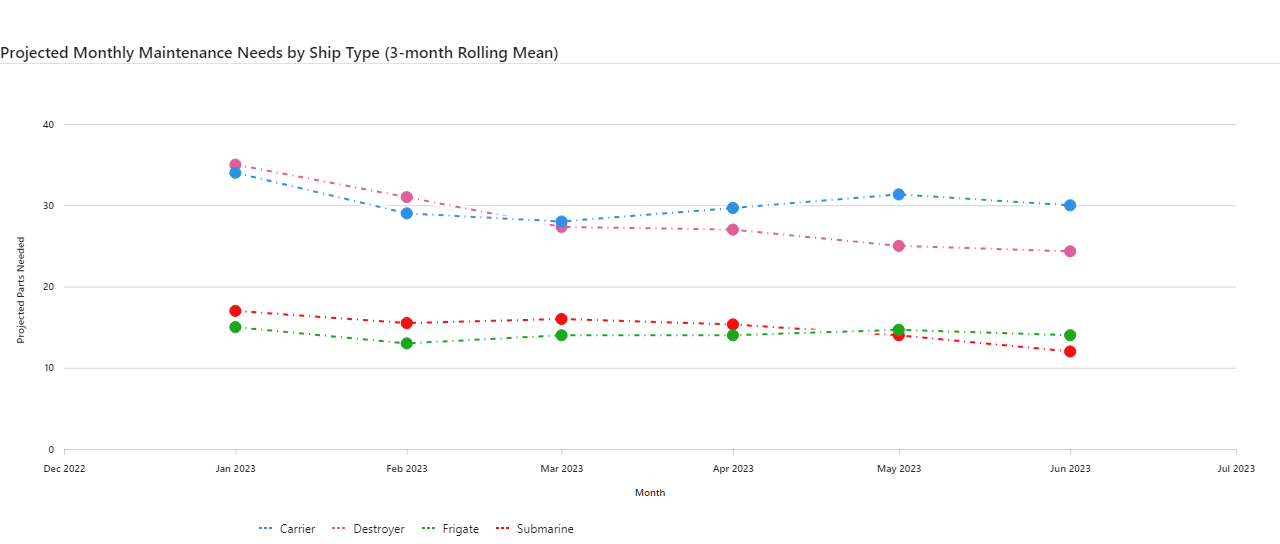 Projected Monthly Maintenance Needs by Ship Type (3-month Rolling Mean)
40
30
20
10
0
Projected Parts Needed
Dec 2022 Jan 2023 Feb 2023 Mar 2023 Apr 2023 May 2023 Jun 2023 Jul 2023
Month
Carrier Destroyer Frigate Submarine